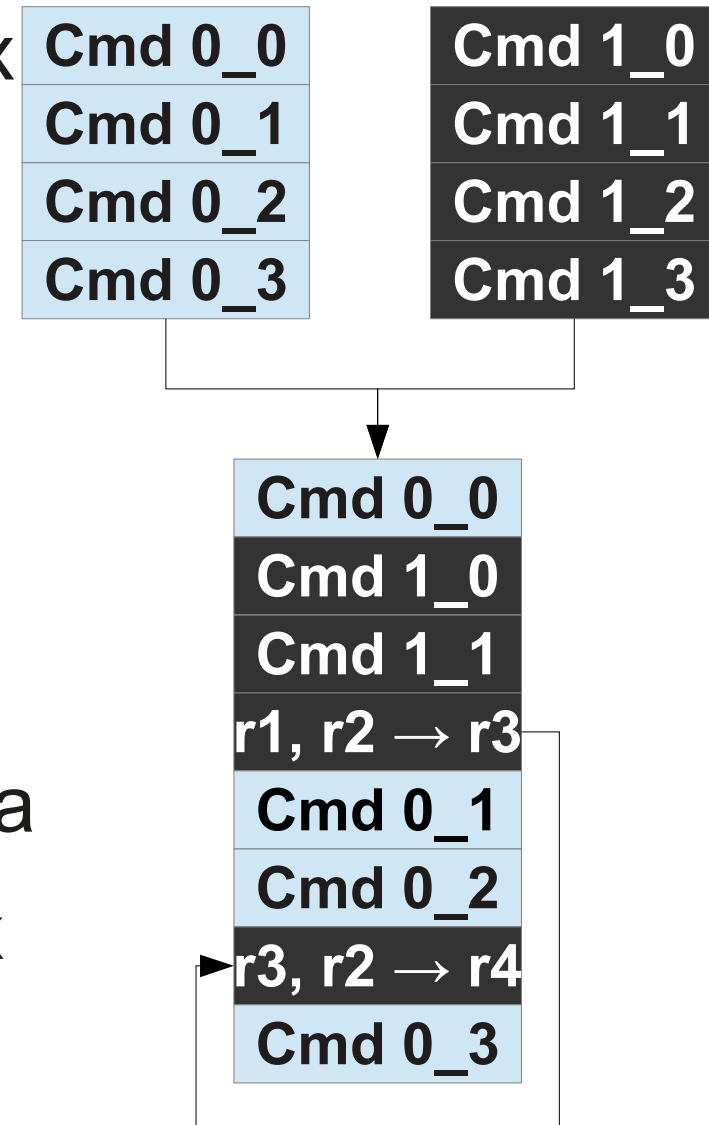 x
Cmd 0_0
Cmd 0_1
Cmd 0_2
Cmd 0_3
Cmd 1_0
Cmd 1_1
Cmd 1_2
Cmd 1_3
Cmd 0_0
Cmd 1_0
Cmd 1_1
r1, r2 → r3
Cmd 0_1
a
Cmd 0_2
r3, r2 → r4
Cmd 0_3